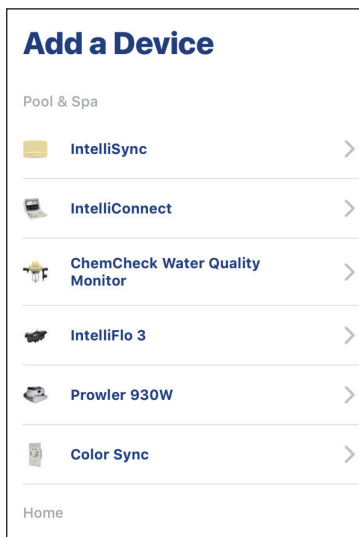 Add a Device
Pool & Spa
IntelliSync
IntelliConnect
ChemCheck Water Quality
Monitor
IntelliFlo 3
Prowler 930W
Color Sync
Home